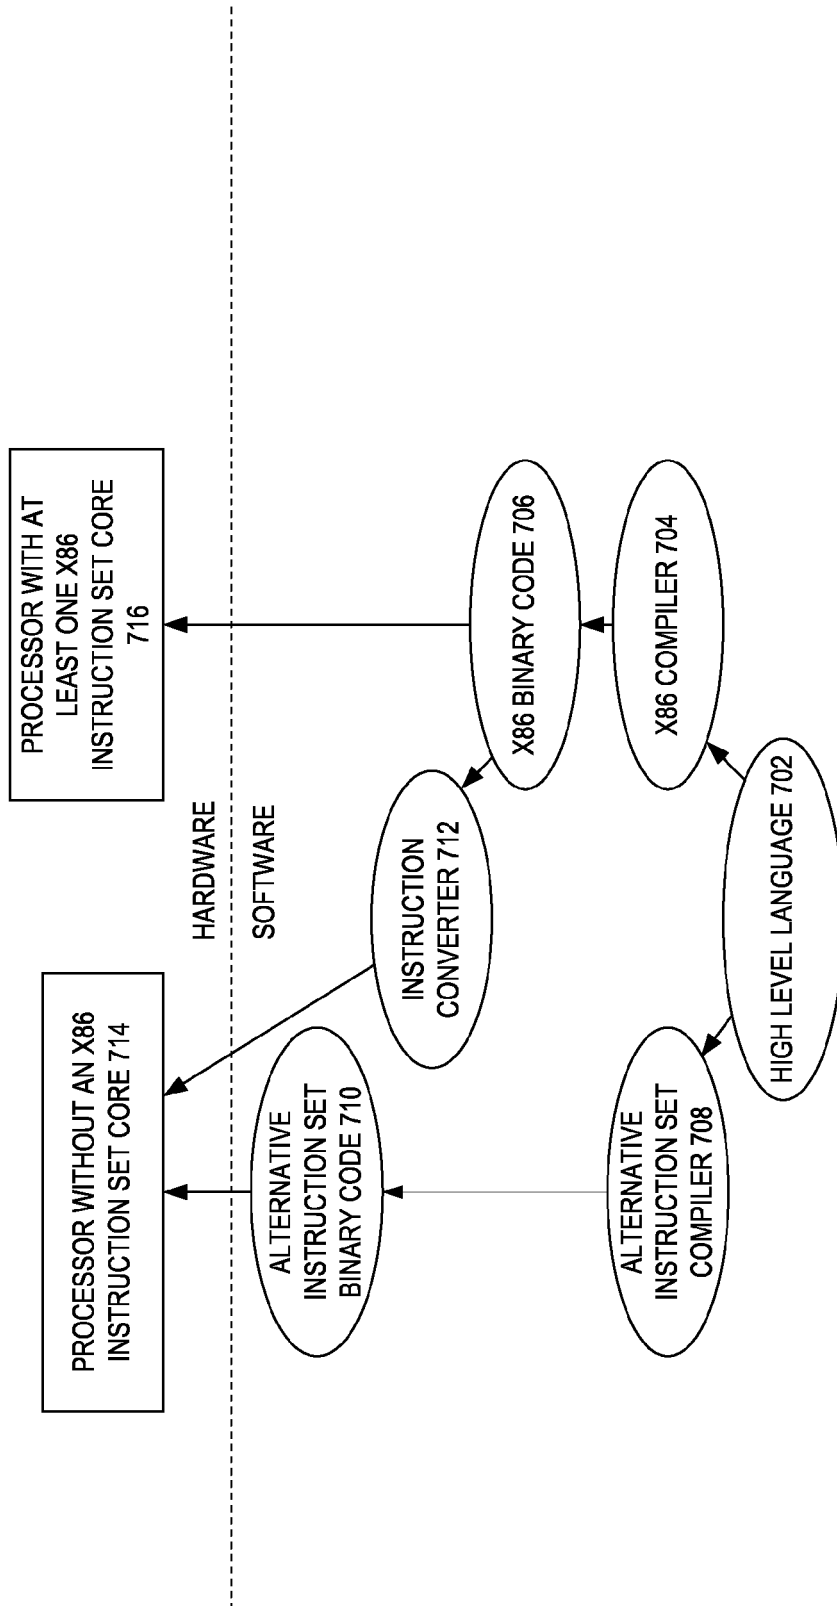 PROCESSOR WITHOUT AN X86
INSTRUCTION SET CORE 714
PROCESSOR WITH AT
LEAST ONE X86
INSTRUCTION SET CORE
716
HARDWARE
SOFTWARE
ALTERNATIVE
INSTRUCTION SET
BINARY CODE 710
INSTRUCTION
CONVERTER 712
X86 BINARY CODE 706
ALTERNATIVE
INSTRUCTION SET
COMPILER 708
X86 COMPILER 704
HIGH LEVEL LANGUAGE 702